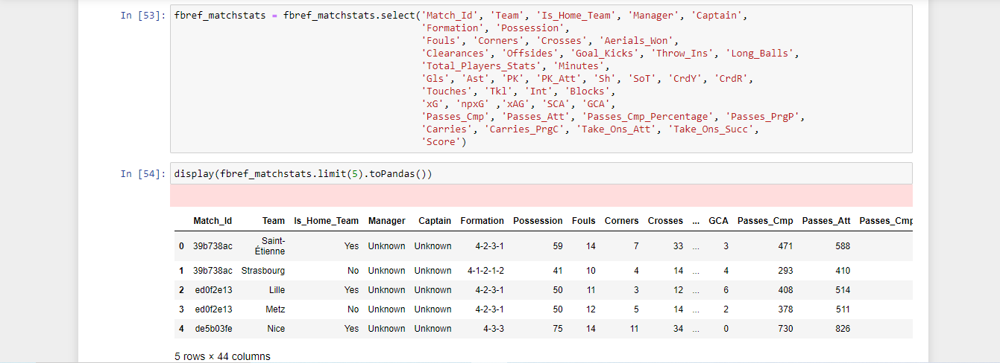 In [53]: fbref_matchstats = fbref_matchstats.select('Match_Id', 'Team', 'Is_Home_Team', 'Manager', 'Captain',
'Formation', 'Possession',
'Fouls', 'Corners', 'Crosses', 'Aerials_Won',
'Clearances', 'Offsides', 'Goal_Kicks', 'Throw_Ins', 'Long_Balls',
'Total_Players_Stats', 'Minutes',
'Gls', 'Ast', 'PK', 'PK_Att', 'Sh', 'SoT', 'CrdY', 'CrdR',
'Touches', 'Tkl', 'Int', 'Blocks',
'xG', 'npxG' ,'xAG', 'SCA', 'GCA',
'Passes_Cmp', 'Passes_Att', 'Passes_Cmp_Percentage', 'Passes_PrgP',
'Carries', 'Carries_PrgC', 'Take_Ons_Att', 'Take_Ons_Succ',
'Score')
In [54]: display(fbref_matchstats.limit(5).toPandas())
Match_Id Team Is_Home_Team Manager Captain Formation Possession Fouls Corners Crosses ... GCA Passes_Cmp Passes_Att Passes_Cmp
0 39b738ac Saint-Étienne Yes Unknown Unknown 4-2-3-1 59 14 7 33 ... 3 471 588
1 39b738ac Strasbourg No Unknown Unknown 4-1-2-1-2 41 10 4 14 ... 4 293 410
2 ed0f2e13 Lille Yes Unknown Unknown 4-2-3-1 50 11 3 12 ... 6 408 514
3 ed0f2e13 Metz No Unknown Unknown 4-2-3-1 50 12 5 14 ... 2 378 511
4 de5b03fe Nice Yes Unknown Unknown 4-3-3 75 14 11 34 ... 0 730 826
5 rows × 44 columns